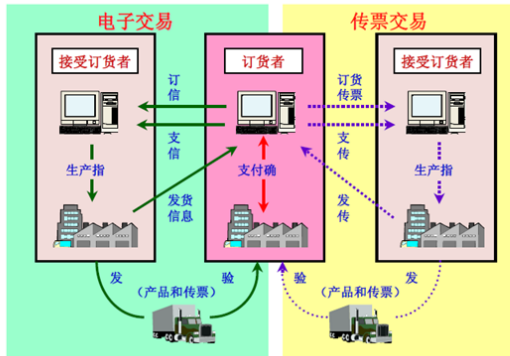 电子交易
传票交易
接受订货者
订货者
接受订货者
订
信
订货
传票
支
信
支
传
生产指
支付确
生产指
发货
信息
发
传
发
验
验
发
（产品和传票）
（产品和传票）